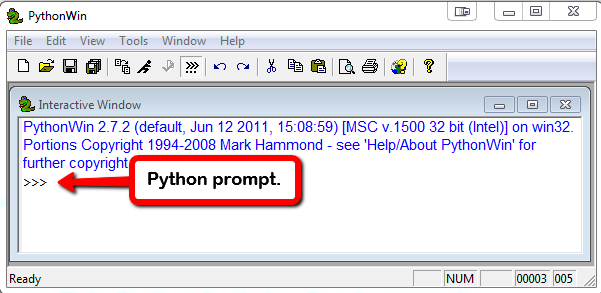 PythonWin
File Edit View Tools Window Help
Interactive Window
PythonWin 2.7.2 (default, Jun 12 2011, 15:08:59) [MSC v.1500 32 bit (Intel)] on win32.
Portions Copyright 1994-2008 Mark Hammond - see 'Help/About PythonWin' for
further copyright
>>>
Python prompt.
Ready NUM 00003 005